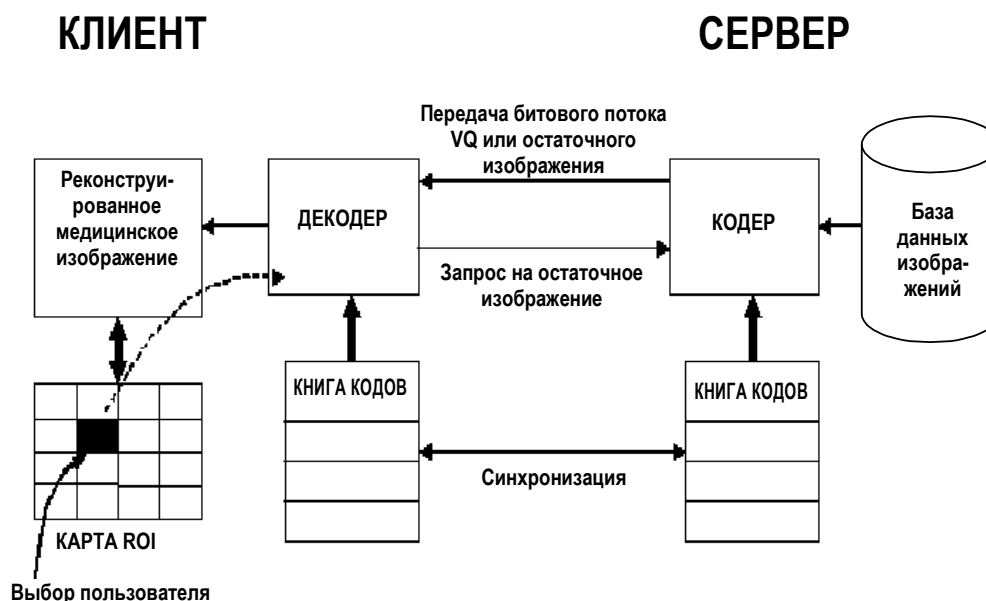 КЛИЕНТ
СЕРВЕР
Передача битового потока
VQ или остаточного
изображения
Реконструи-
рованное
медицинское
изображение
ДЕКОДЕР
КОДЕР
База
данных
изобра-
жений
Запрос на остаточное
изображение
КНИГА КОДОВ
КНИГА КОДОВ
Синхронизация
КАРТА ROI
Выбор пользователя